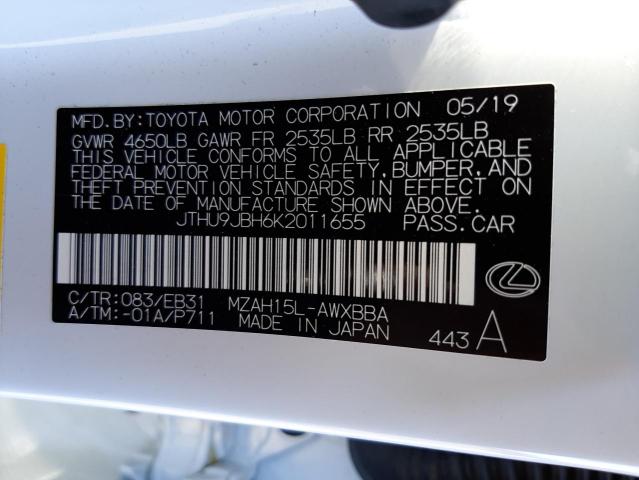 MFD.BY:TOYOTA MOTOR CORPORATION 05/19
GVWR 4650LB GAWR FR 2535LB RR 2535LB
THIS VEHICLE CONFORMS TO ALL APPLICABLE
FEDERAL MOTOR VEHICLE SAFETY,BUMPER,AND
THEFT PREVENTION STANDARDS IN EFFECT ON
THE DATE OF MANUFACTURE SHOWN ABOVE.
JTHU9JBH6K2011655 PASS.CAR
C/TR:083/EB31 MZAH15L-AWXBBA
A/TM:-01A/P711 MADE IN JAPAN 443 A